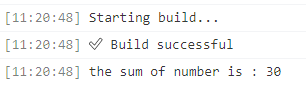 [11:20:48] Starting build...
[11:20:48] ✅ Build successful
[11:20:48] the sum of number is : 30